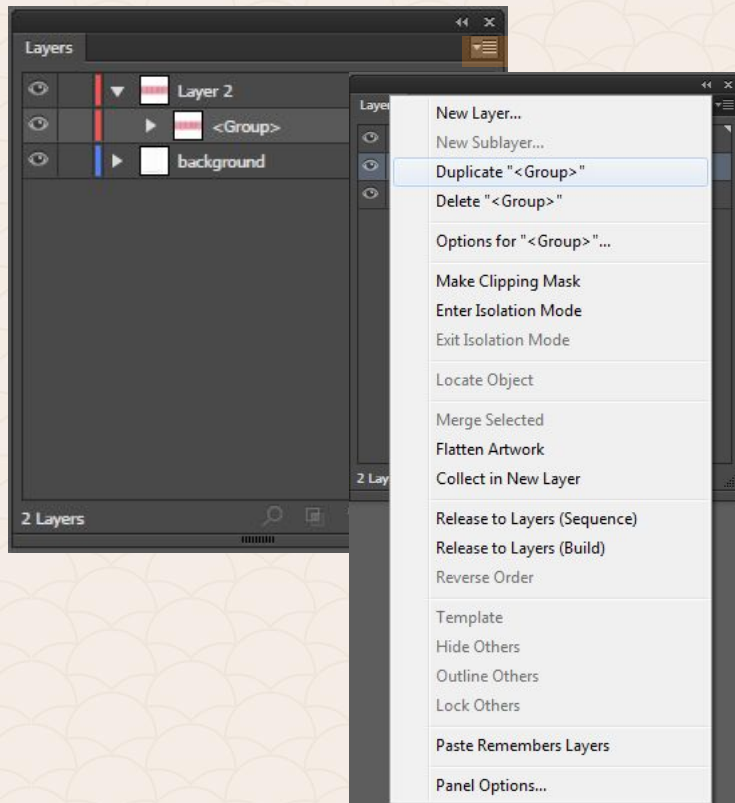 Layers
Layer 2
<Group>
background
2 Layers
Layer
2 Lay
New Layer...
New Sublayer...
Duplicate "<Group>"
Delete "<Group>"
Options for "<Group>"...
Make Clipping Mask
Enter Isolation Mode
Exit Isolation Mode
Locate Object
Merge Selected
Flatten Artwork
Collect in New Layer
Release to Layers (Sequence)
Release to Layers (Build)
Reverse Order
Template
Hide Others
Outline Others
Lock Others
Paste Remembers Layers
Panel Options...